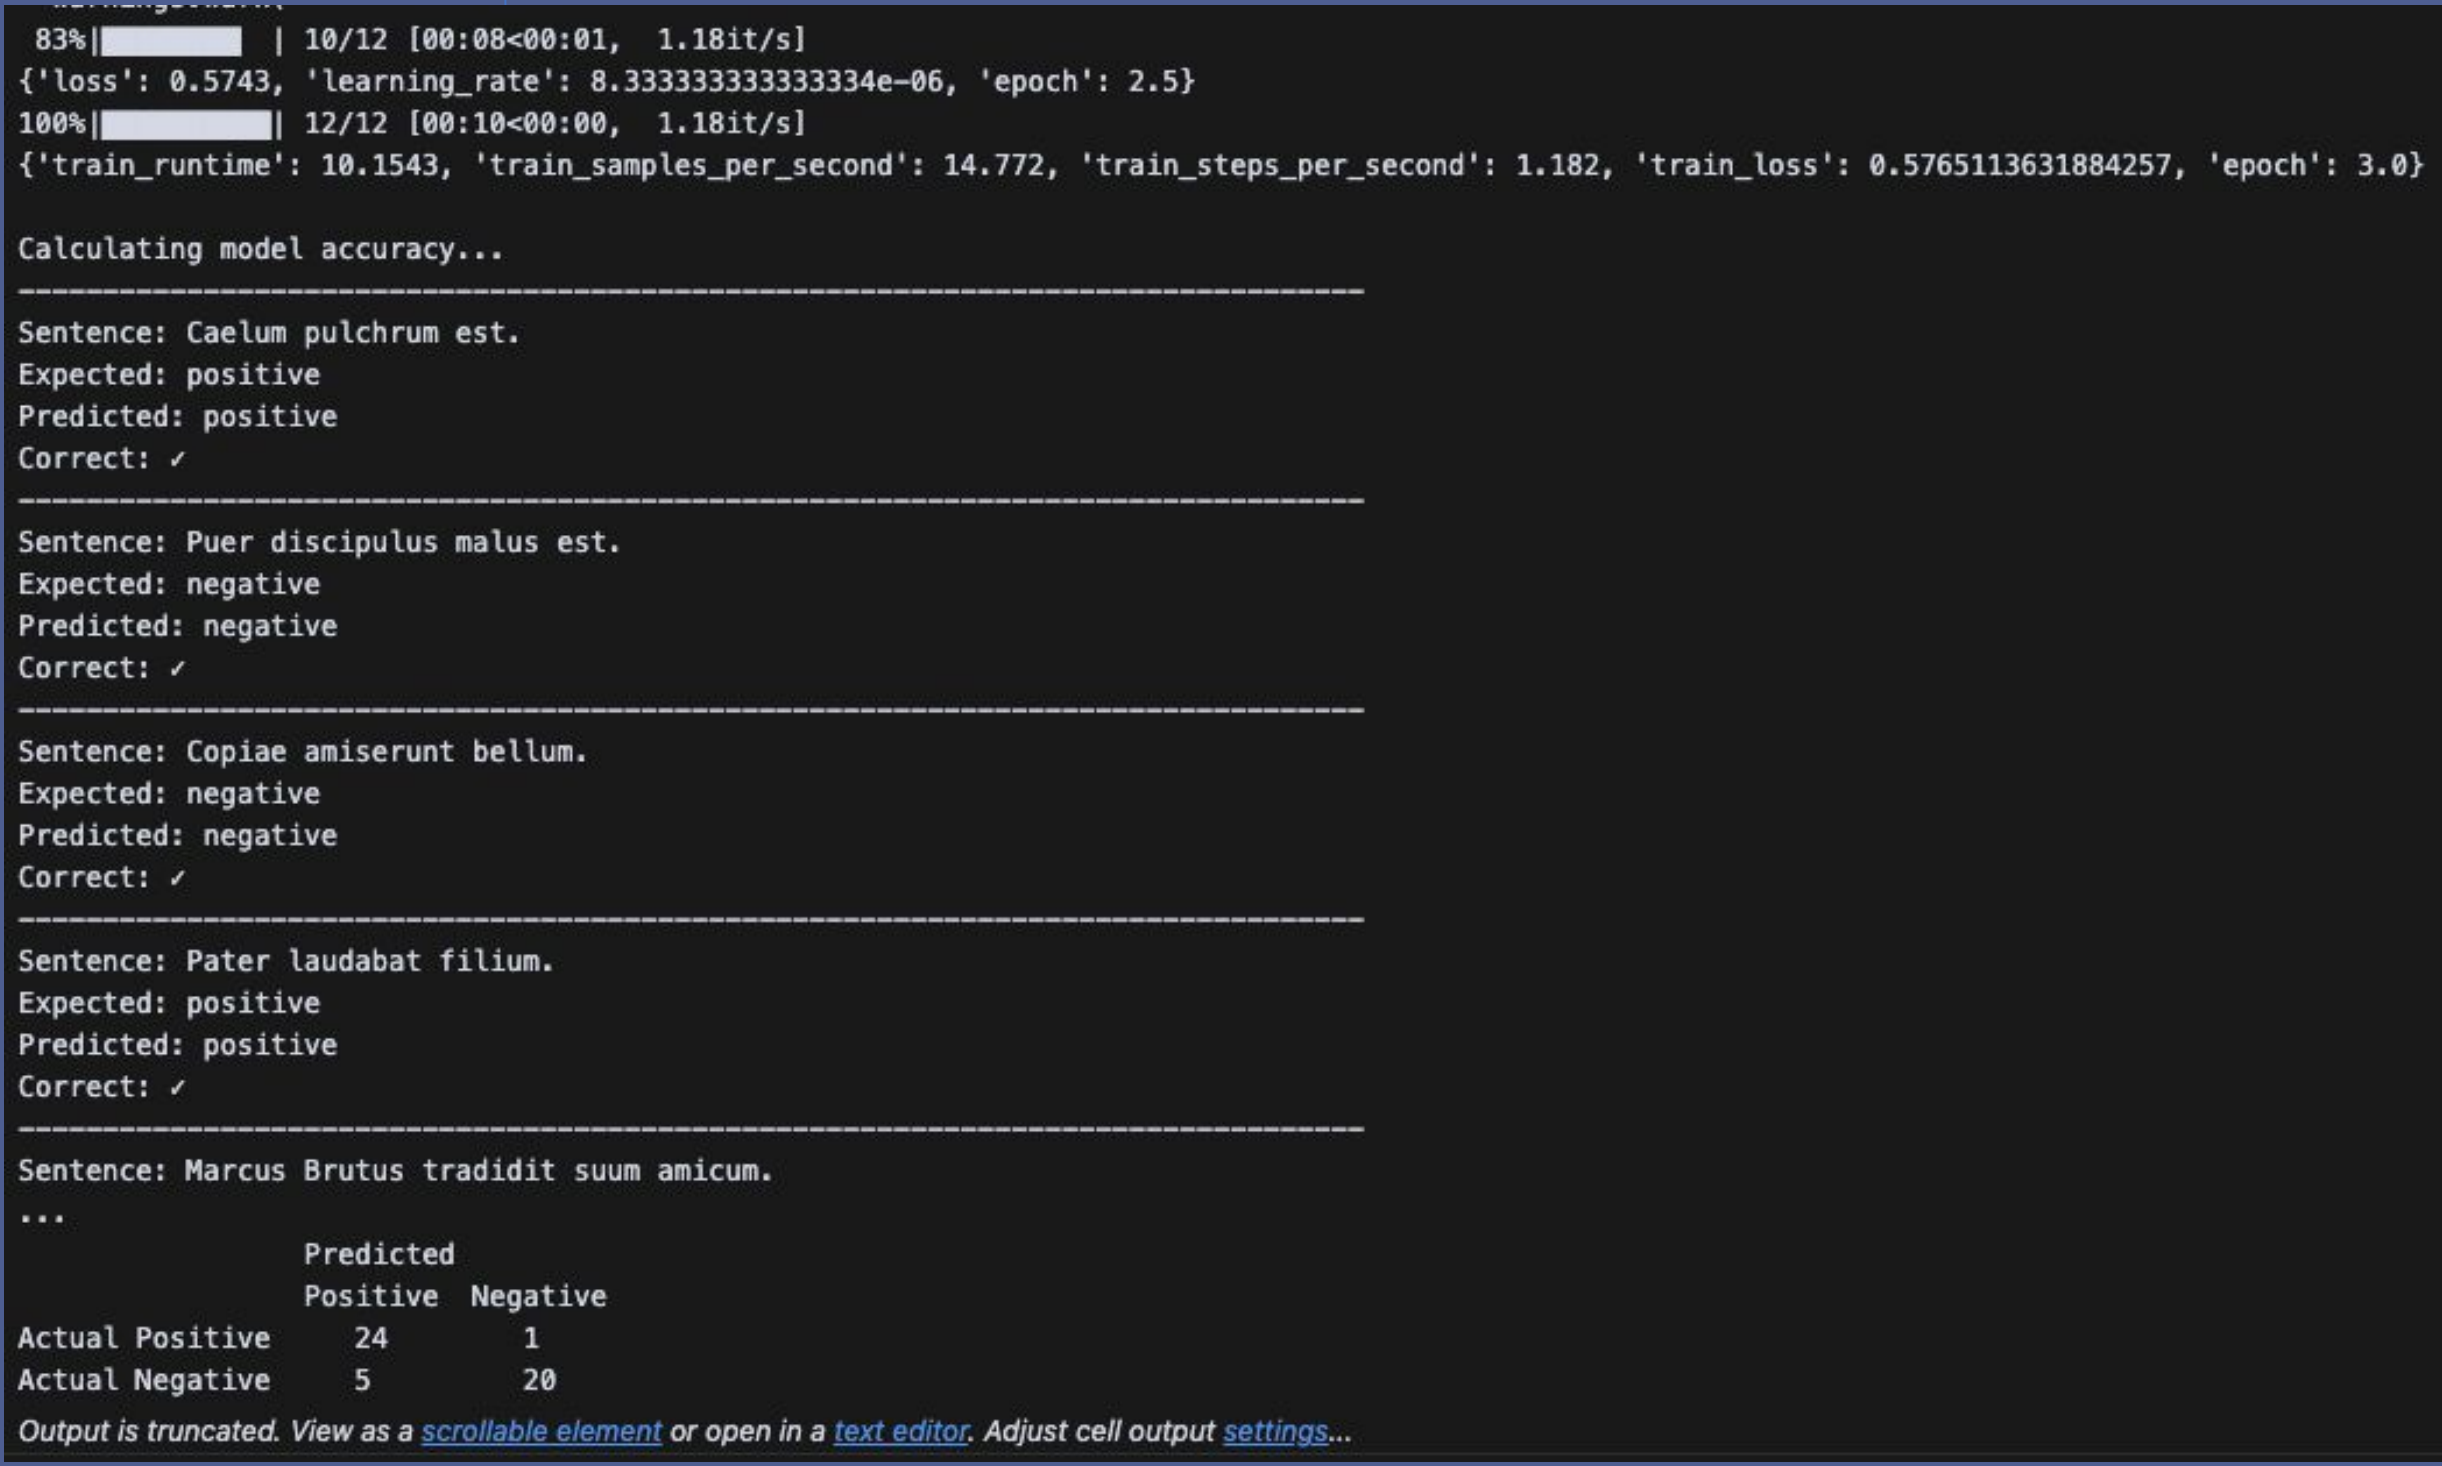 83%| | 10/12 [00:08<00:01, 1.18it/s]
{'loss': 0.5743, 'learning_rate': 8.333333333333334e-06, 'epoch': 2.5}
100%| | 12/12 [00:10<00:00, 1.18it/s]
{'train_runtime': 10.1543, 'train_samples_per_second': 14.772, 'train_steps_per_second': 1.182, 'train_loss': 0.5765113631884257, 'epoch': 3.0}
Calculating model accuracy...
--------------------------------------------------------------------------------
Sentence: Caelum pulchrum est.
Expected: positive
Predicted: positive
Correct: ✓
--------------------------------------------------------------------------------
Sentence: Puer discipulus malus est.
Expected: negative
Predicted: negative
Correct: ✓
--------------------------------------------------------------------------------
Sentence: Copiae amiserunt bellum.
Expected: negative
Predicted: negative
Correct: ✓
--------------------------------------------------------------------------------
Sentence: Pater laudabat filium.
Expected: positive
Predicted: positive
Correct: ✓
--------------------------------------------------------------------------------
Sentence: Marcus Brutus tradidit suum amicum.
...
Predicted
Positive Negative
Actual Positive 24 1
Actual Negative 5 20
Output is truncated. View as a scrollable element or open in a text editor. Adjust cell output settings...